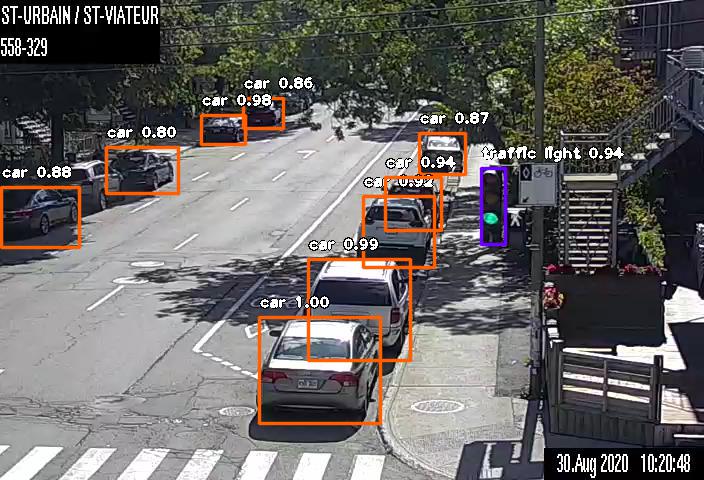 ST-URBAIN / ST-VIATEUR
558-329
car 0.86
car 0.98
car 0.87
car 0.80
traffic light 0.94
car 0.94
car 0.88
car 0.92
car 0.99
car 1.00
30.Aug 2020 10:20:48